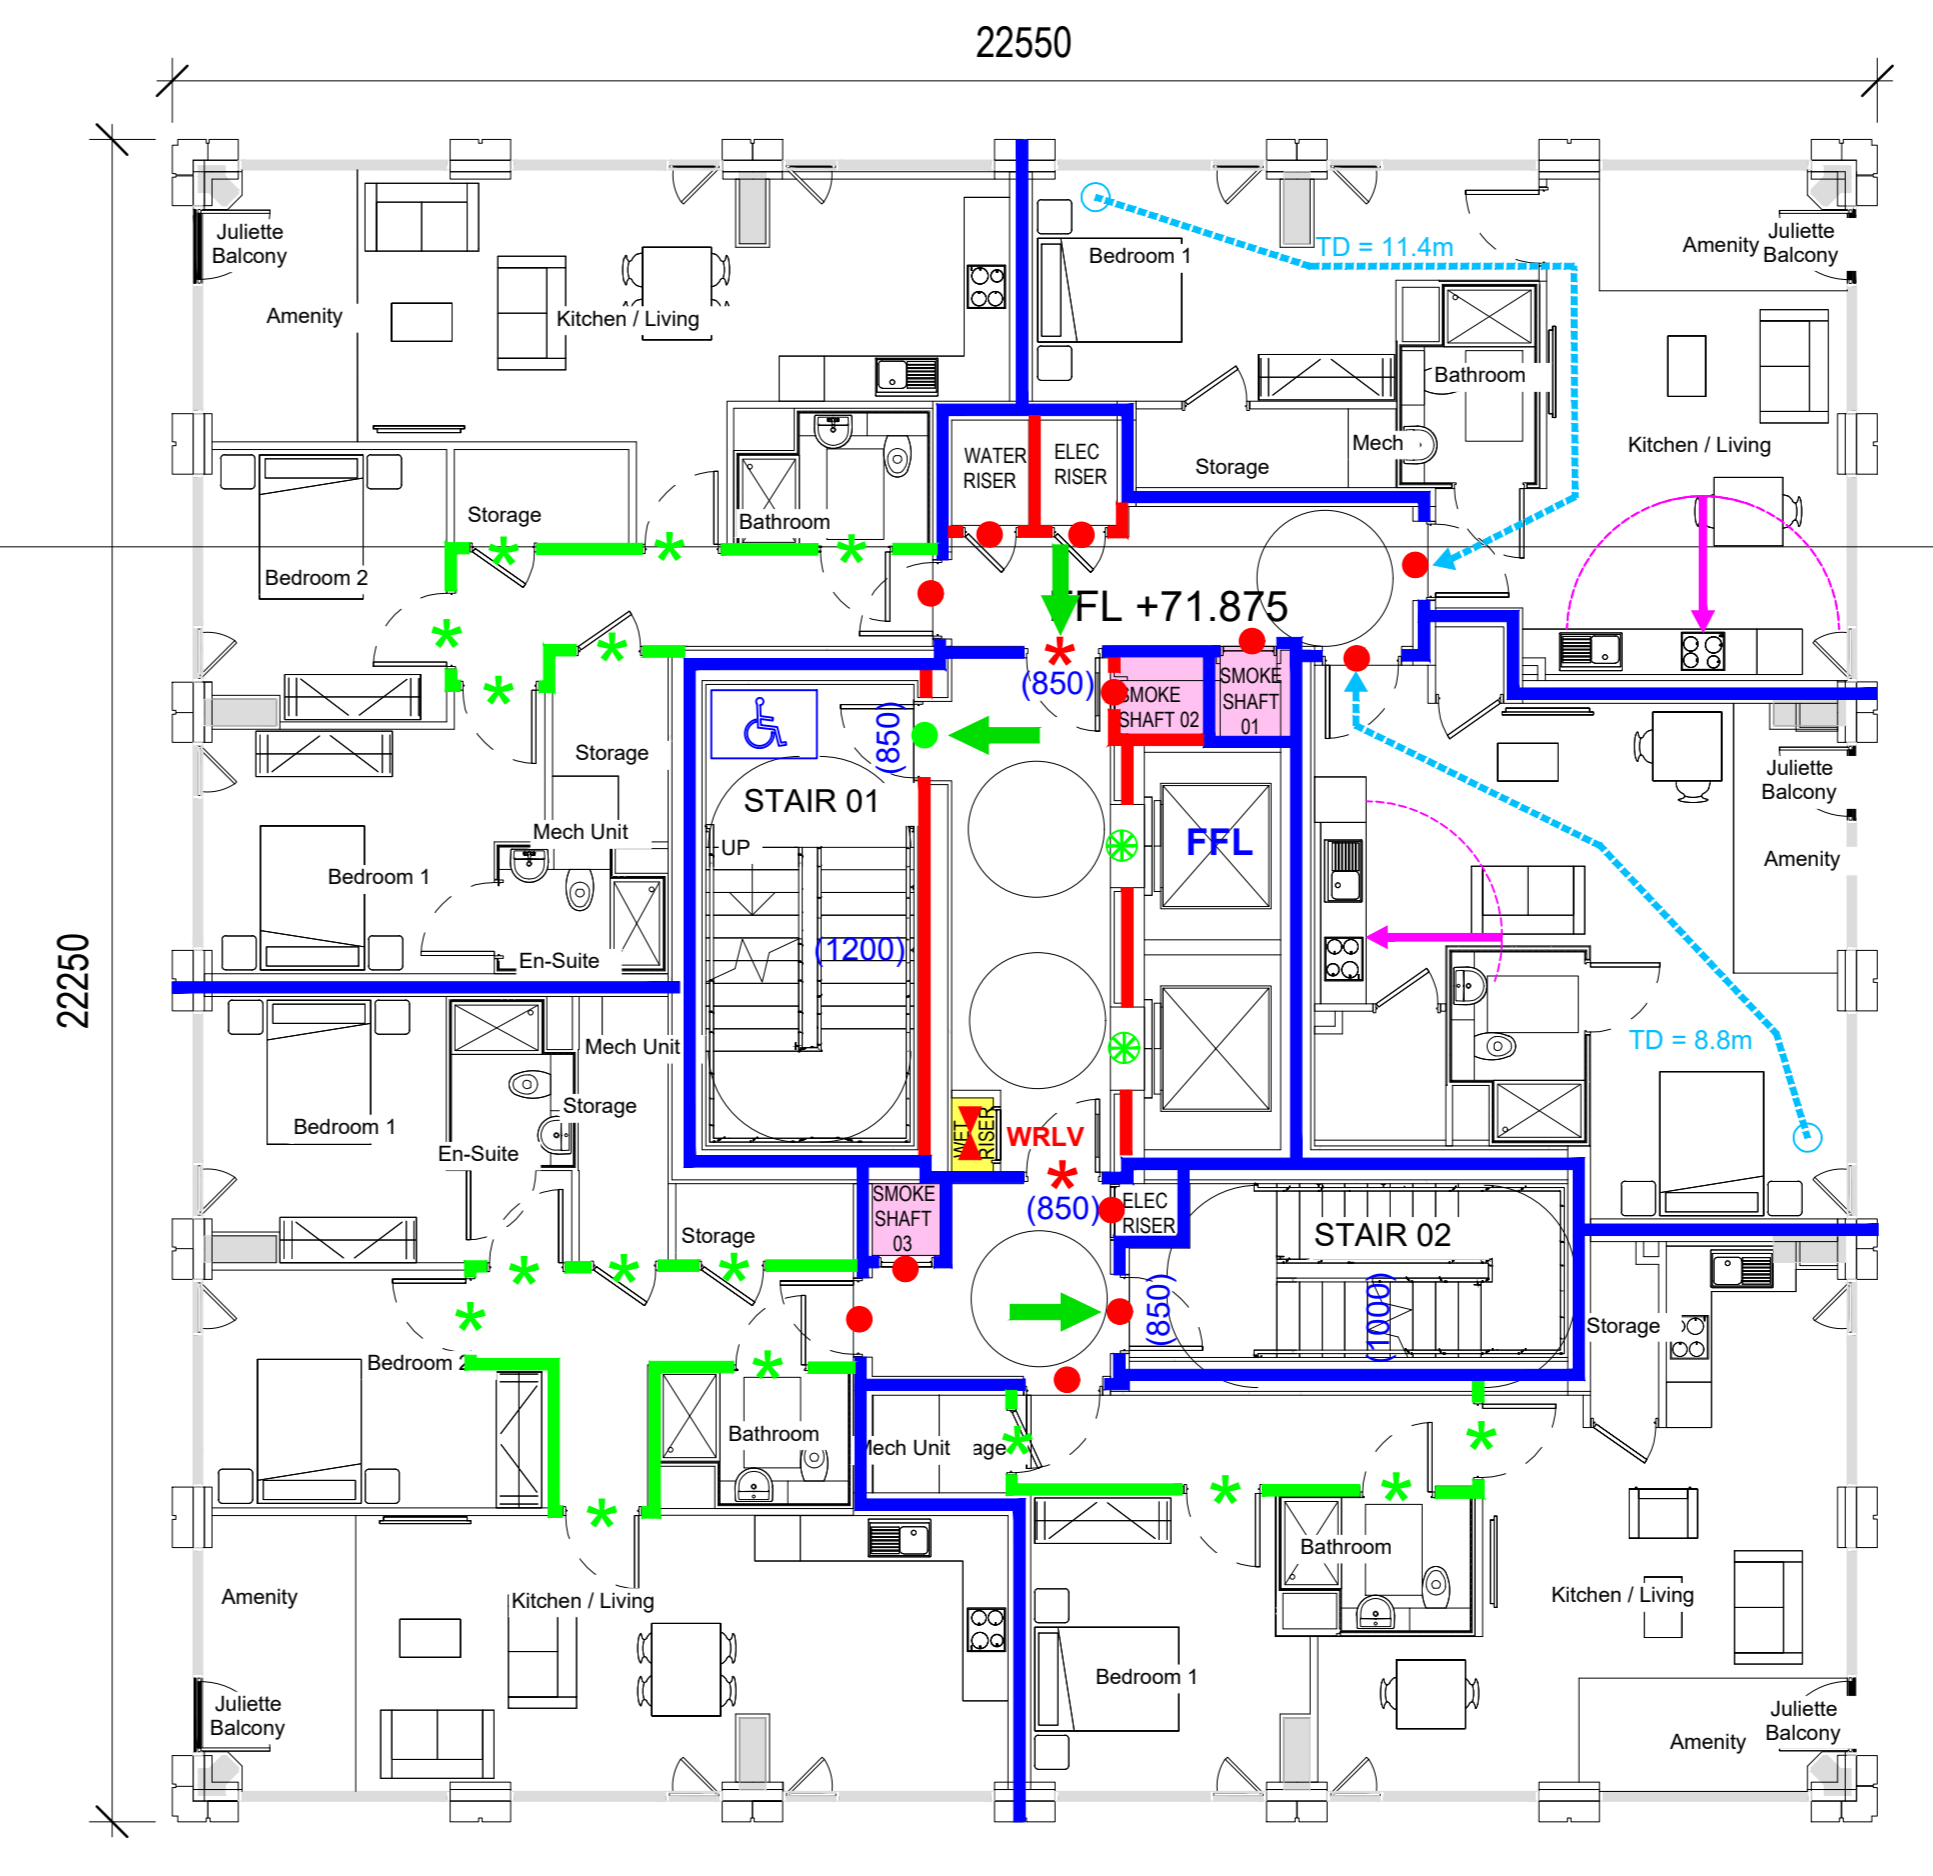 22550
22250
Juliette
Balcony
Amenity
Kitchen / Living
Bedroom 1
TD = 11.4m
Amenity
Juliette
Balcony
Bathroom
Kitchen / Living
Mech
Storage
WATER
RISER
ELEC
RISER
Storage
Bathroom
Bedroom 2
FL +71.875
(850)
SMOKE
SHAFT 02
SMOKE
SHAFT
01
(850)
Storage
STAIR 01
Mech Unit
UP
FFL
Juliette
Balcony
Amenity
Bedroom 1
(1200)
En-Suite
TD = 8.8m
Mech Unit
Storage
Bedroom 1
En-Suite
WET
RISER
WRLV
(850)
ELEC
RISER
SMOKE
SHAFT
03
Storage
STAIR 02
(850)
(1000)
Storage
Bedroom 2
Bathroom
Mech Unit
age
Bathroom
Amenity
Kitchen / Living
Kitchen / Living
Bedroom 1
Juliette
Balcony
Amenity
Juliette
Balcony